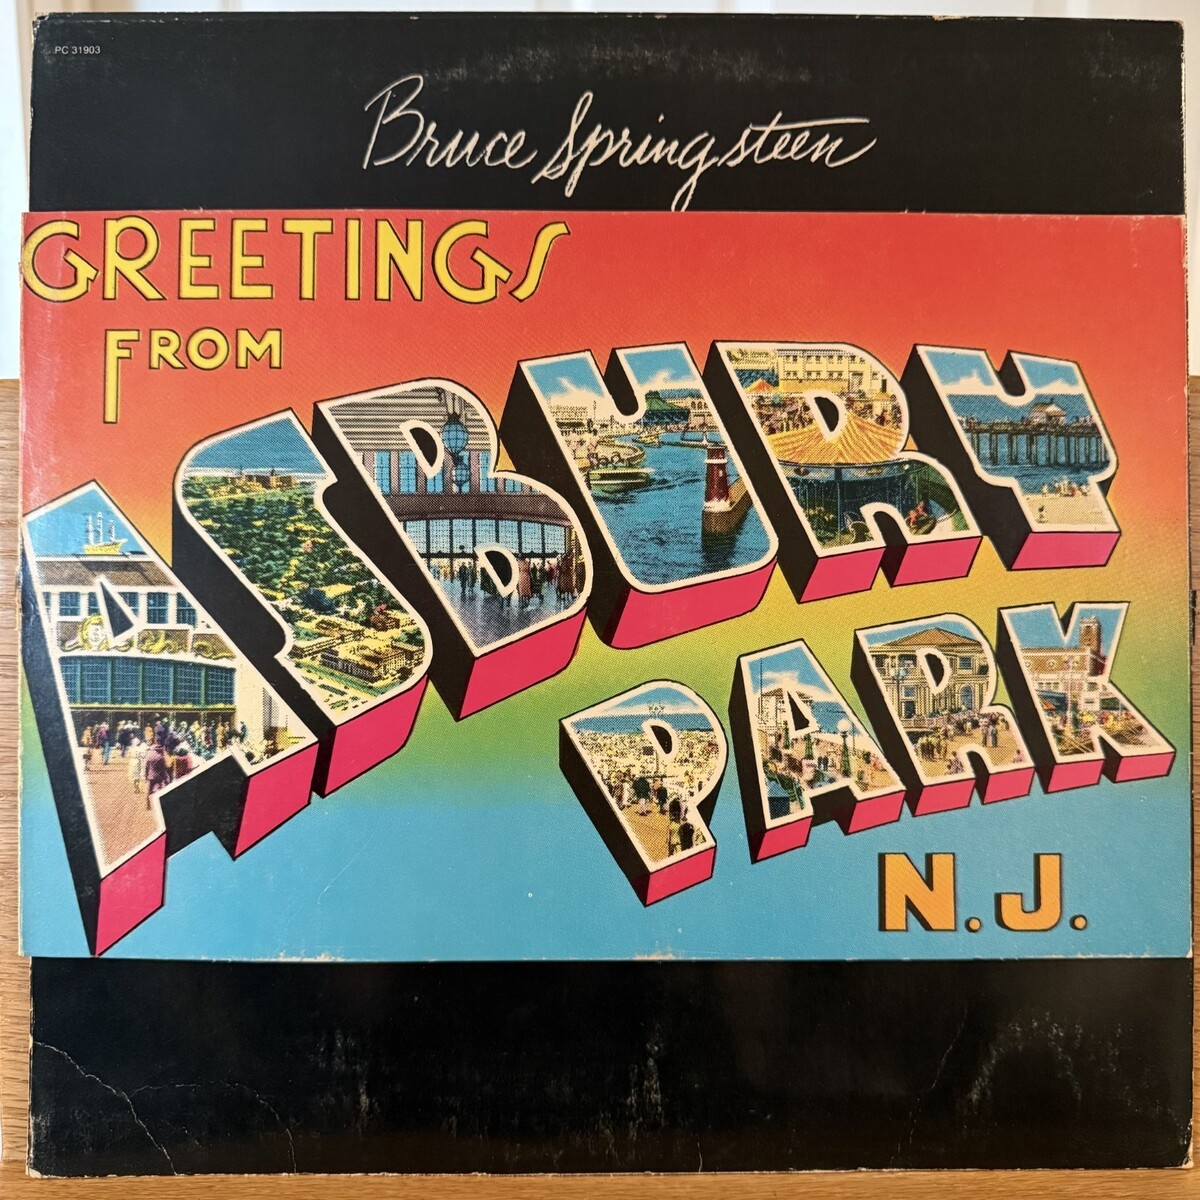 PC 31903
Bruce Springsteen
GREETINGS
FROM
ASBURY
PARK
N.J.